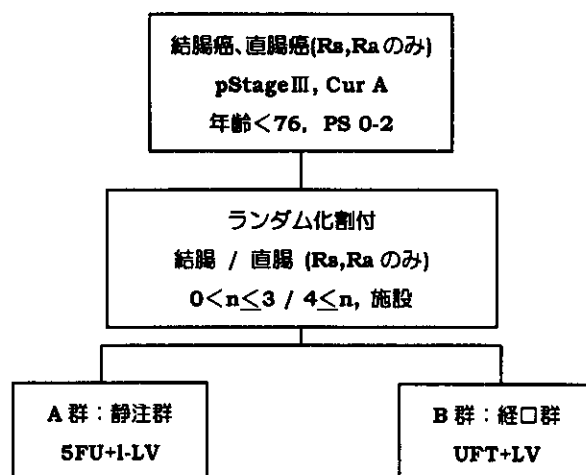 結腸癌、直腸癌(Rs,Raのみ)
pStageⅢ, Cur A
年齢＜76, PS 0-2
ランダム化割付
結腸 / 直腸 (Rs,Raのみ)
0＜n≤3 / 4≤n, 施設
A群：静注群
5FU+l-LV
B群：経口群
UFT+LV